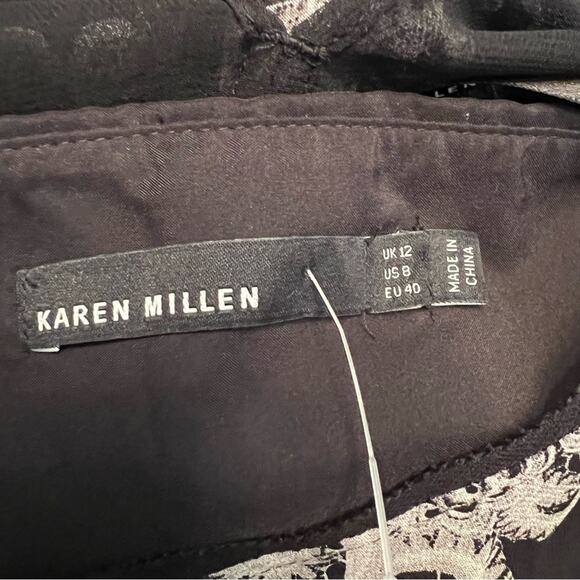 KAREN MILLEN
UK 12
US 8
EU 40
MADE IN
CHINA